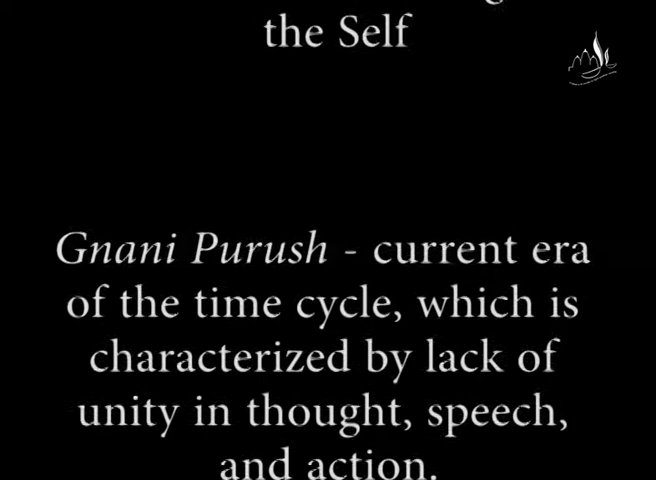 the Self
Gnani Purush - current era
of the time cycle, which is
characterized by lack of
unity in thought, speech,
and action.